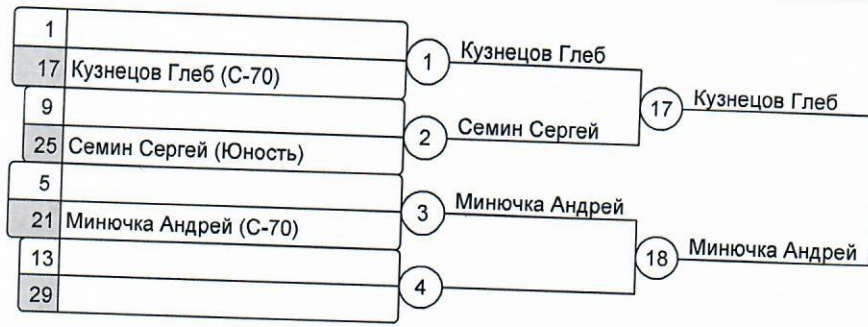 1
17 Кузнецов Глеб (С-70)
1 Кузнецов Глеб
9
25 Семин Сергей (Юность)
2 Семин Сергей
17 Кузнецов Глеб
5
21 Минючка Андрей (С-70)
3 Минючка Андрей
13
29
4
18 Минючка Андрей